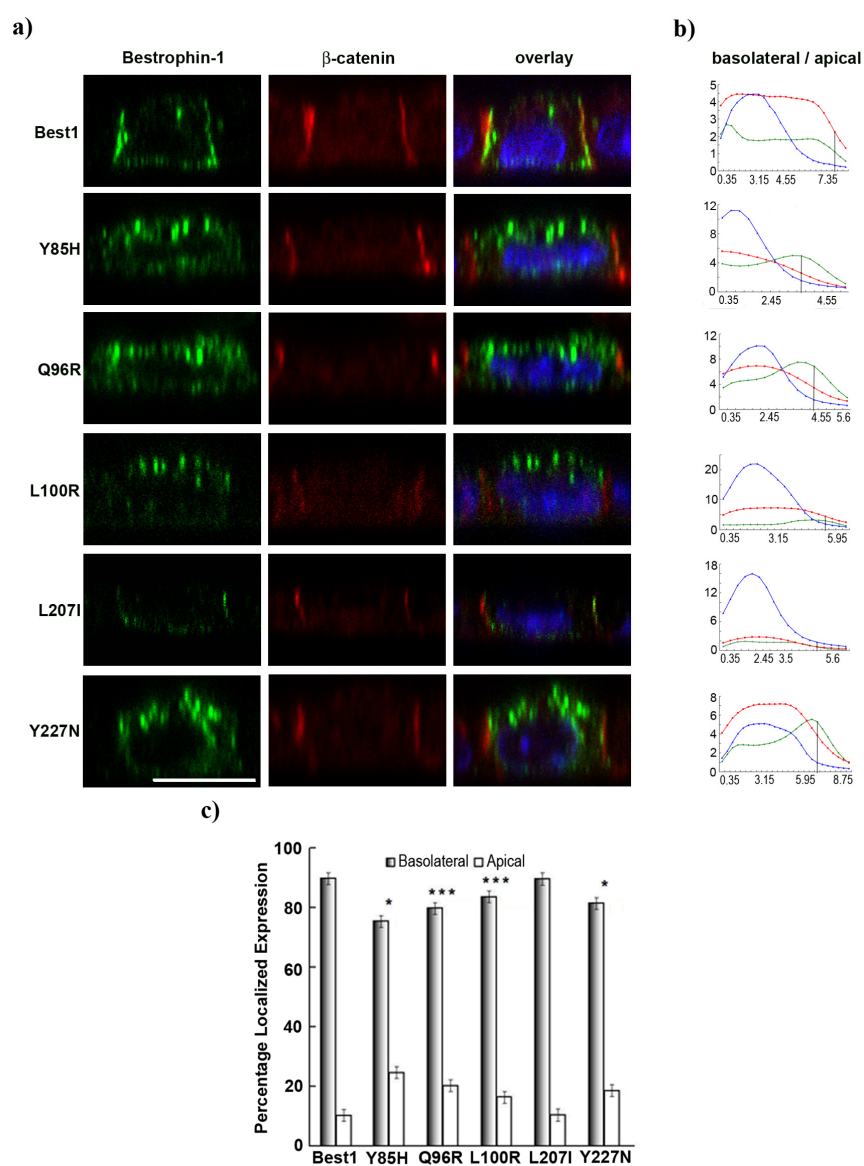 a)
b)
Bestrophin-1 β-catenin overlay
basolateral / apical
Best1
5
4
3
2
1
0
0.35 3.15 4.55 7.35
Y85H
12
8
4
0
0.35 2.45 4.55
Q96R
12
8
4
0
0.35 2.45 4.55 5.6
L100R
20
10
0
0.35 3.15 5.95
L207I
18
12
6
0
0.35 2.45 3.5 5.6
Y227N
8
6
4
2
0
0.35 3.15 5.95 8.75
c)
Percentage Localized Expression
100
80
60
40
20
0
Basolateral Apical
* *** *** *
Best1 Y85H Q96R L100R L207I Y227N